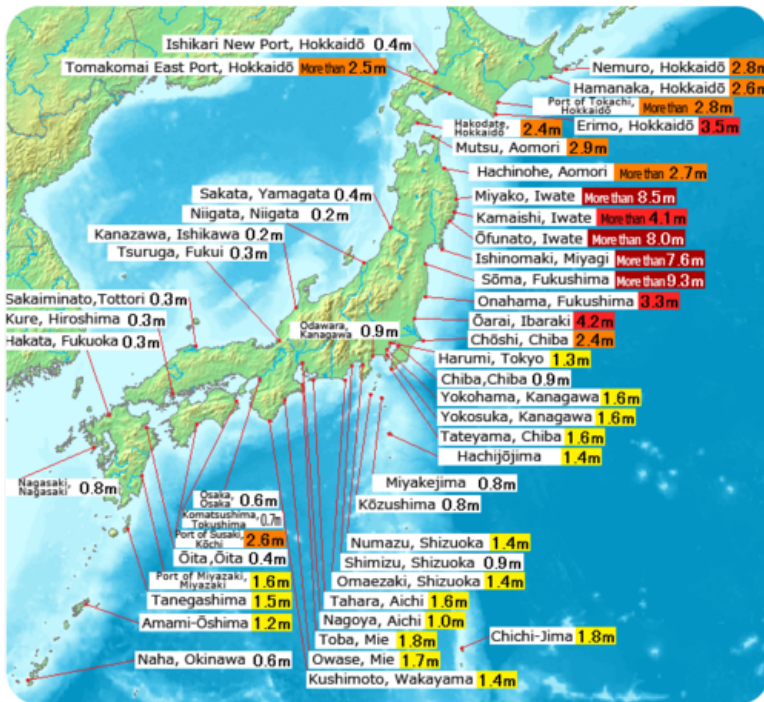 Ishikari New Port, Hokkaidō 0.4m
Tomakomai East Port, Hokkaidō More than 2.5m
Nemuro, Hokkaidō 2.8m
Hamanaka, Hokkaidō 2.6m
Port of Tokachi, Hokkaidō More than 2.8m
Erimo, Hokkaidō 3.5m
Hakodate, Hokkaidō 2.4m
Mutsu, Aomori 2.9m
Hachinohe, Aomori More than 2.7m
Sakata, Yamagata 0.4m
Miyako, Iwate More than 8.5m
Niigata, Niigata 0.2m
Kamaishi, Iwate More than 4.1m
Kanazawa, Ishikawa 0.2m
Ōfunato, Iwate More than 8.0m
Tsuruga, Fukui 0.3m
Ishinomaki, Miyagi More than 7.6m
Sōma, Fukushima More than 9.3m
Sakaiminato,Tottori 0.3m
Onahama, Fukushima 3.3m
Kure, Hiroshima 0.3m
Ōarai, Ibaraki 4.2m
Odawara, Kanagawa 0.9m
Hakata, Fukuoka 0.3m
Chōshi, Chiba 2.4m
Harumi, Tokyo 1.3m
Chiba,Chiba 0.9m
Yokohama, Kanagawa 1.6m
Yokosuka, Kanagawa 1.6m
Tateyama, Chiba 1.6m
Hachijōjima 1.4m
Nagasaki, Nagasaki 0.8m
Miyakejima 0.8m
Osaka, Osaka 0.6m
Kōzushima 0.8m
Komatsushima, Tokushima 0.7m
Port of Susaki, Kōchi 2.6m
Numazu, Shizuoka 1.4m
Ōita,Ōita 0.4m
Shimizu, Shizuoka 0.9m
Port of Miyazaki, Miyazaki 1.6m
Omaezaki, Shizuoka 1.4m
Tanegashima 1.5m
Tahara, Aichi 1.6m
Amami-Ōshima 1.2m
Nagoya, Aichi 1.0m
Toba, Mie 1.8m
Chichi-Jima 1.8m
Naha, Okinawa 0.6m
Owase, Mie 1.7m
Kushimoto, Wakayama 1.4m